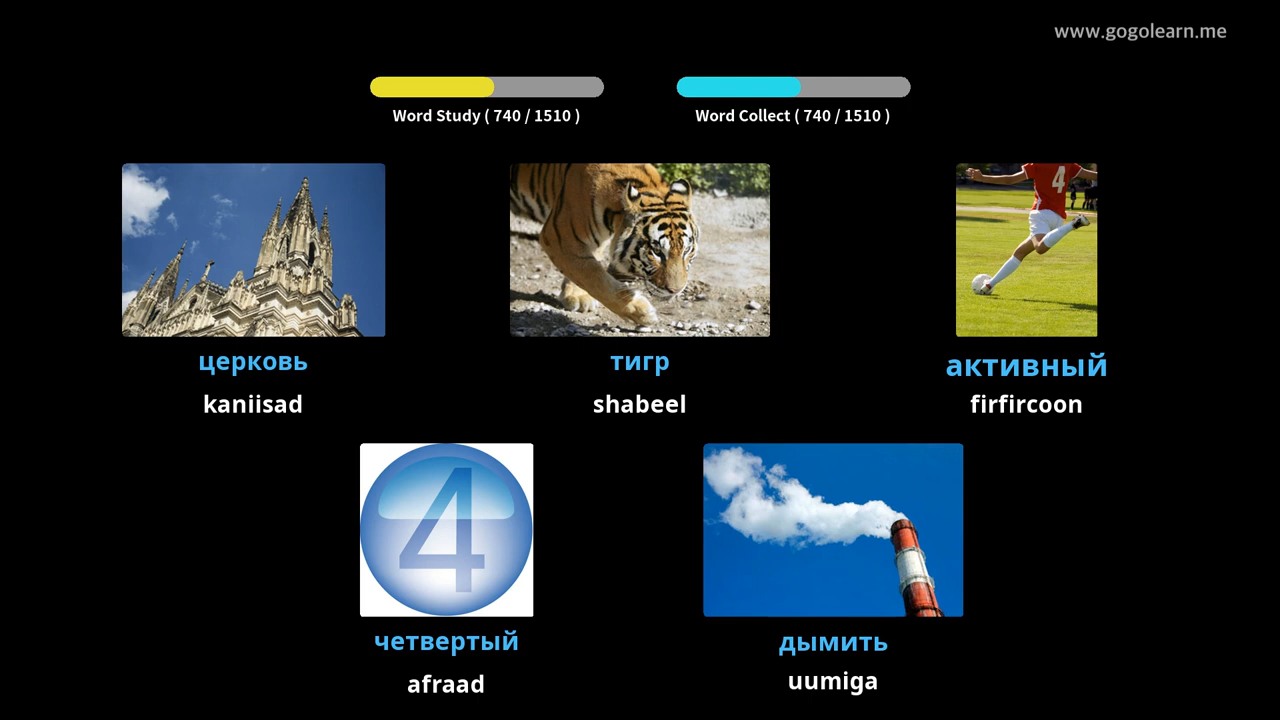 www.gogolearn.me
Word Study ( 740 / 1510 )
Word Collect ( 740 / 1510 )
4
церковь
тигр
активный
kaniisad
shabeel
firfircoon
4
четвертый
дымить
afraad
uumiga